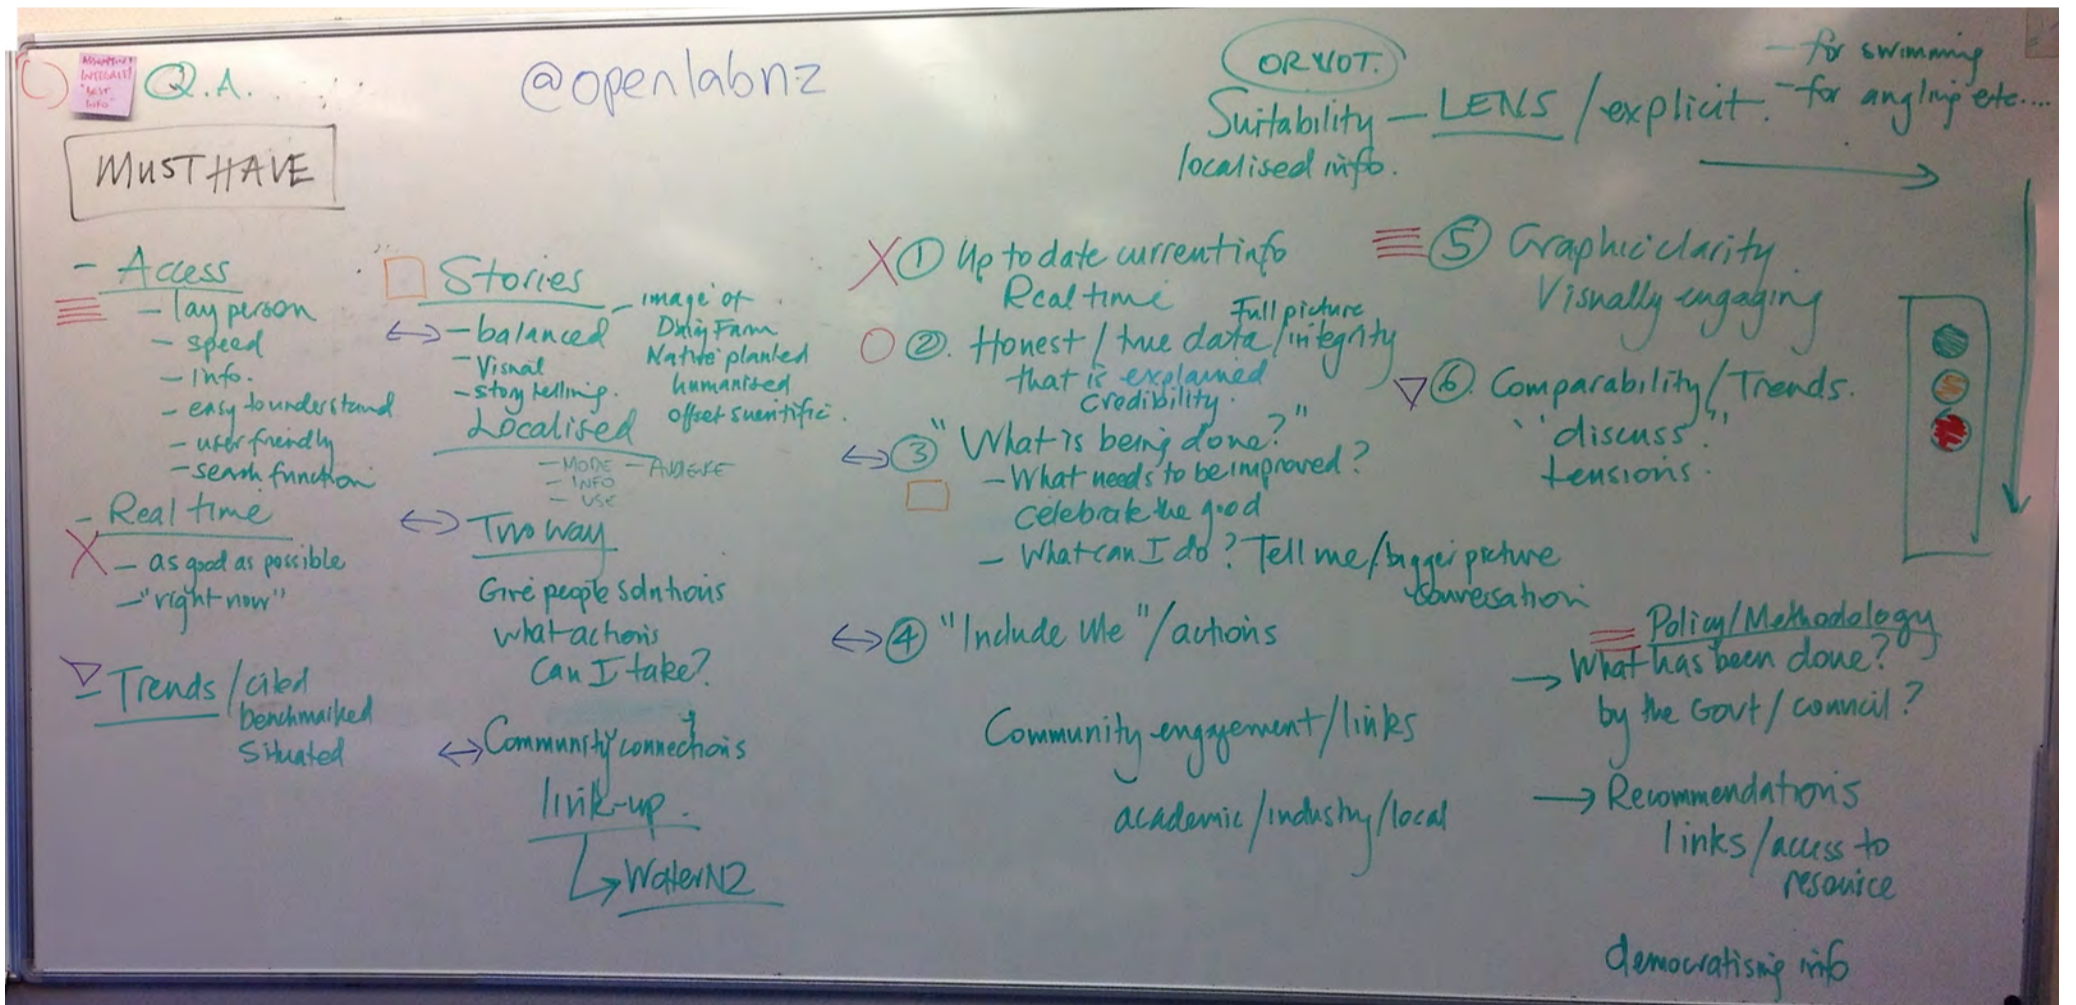 Q.A.
@openlabnz
MUST HAVE
OR NOT.
Suitability — LENS / explicit.
localised info.
- for swimming
- for angling etc....
- Access
- lay person
- speed
- info.
- easy to understand
- user friendly
- search function
- Real time
- as good as possible
- "right now"
- Trends / cited
benchmarked
Situated
Stories
- image of
Dairy Farm
Native planted
humanised
offset scientific.
- balanced
- Visual
- story telling.
Localised
- MODE - AUDIENCE
- INFO
- USE
Two way
Give people solutions
what actions
Can I take?
Community connections
link-up.
WaterNZ
① Up to date current info
Real time
Full picture
②. Honest / true data / integrity
that is explained
credibility.
③ "What is being done?"
- What needs to be improved?
celebrate the good
- What can I do? Tell me / bigger picture
conversation
④ "Include Me" / actions
Community engagement / links
academic / industry / local
⑤ Graphic clarity.
Visually engaging
⑥. Comparability / Trends.
"discuss."
tensions.
Policy / Methodology
→ What has been done?
by the Govt / council?
→ Recommendations
links / access to
resource
democratising info